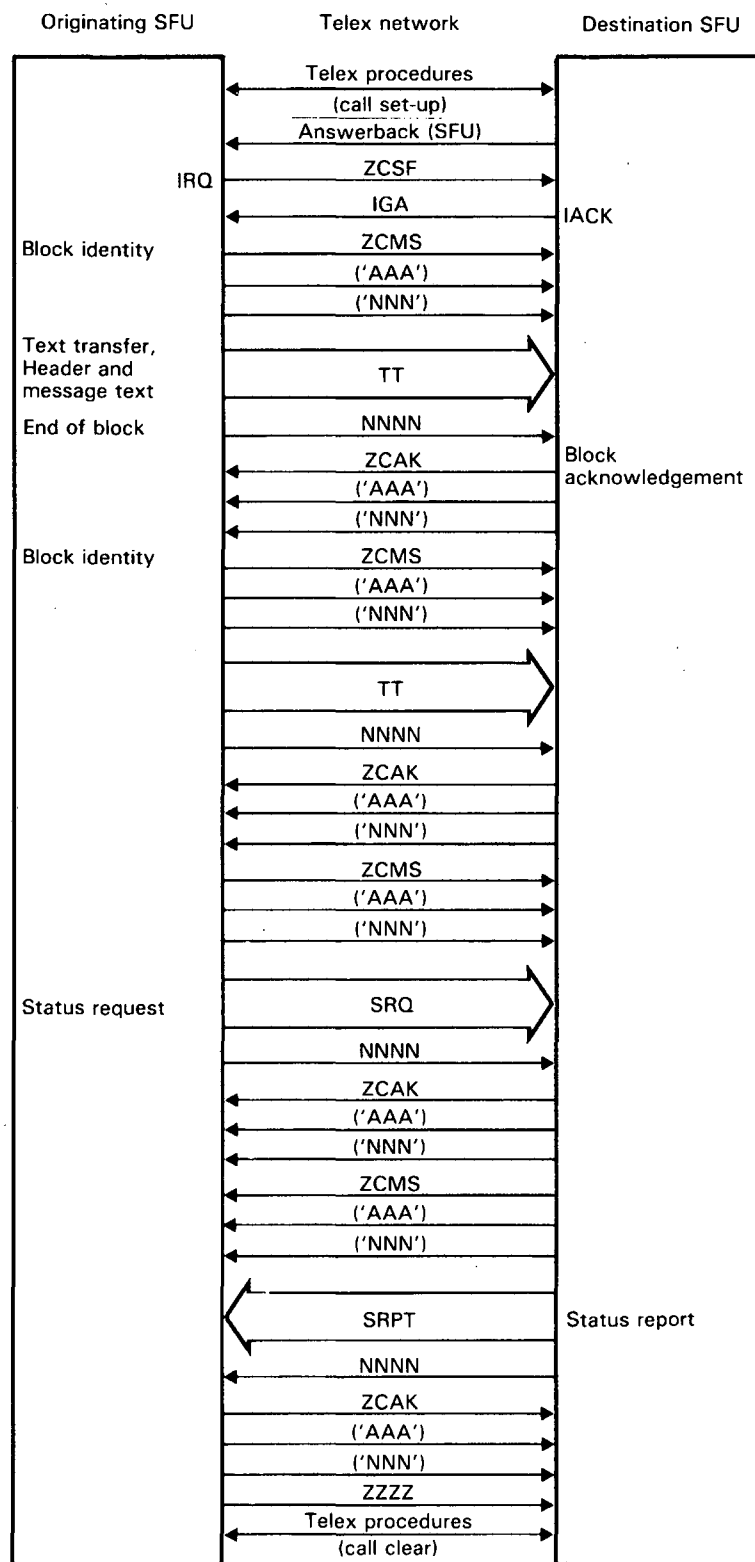 Originating SFU Telex network Destination SFU
Telex procedures
(call set-up)
Answerback (SFU)
IRQ ZCSF
IGA IACK
Block identity ZCMS
('AAA')
('NNN')
Text transfer,
Header and
message text
TT
End of block NNNN
ZCAK Block
acknowledgement
('AAA')
('NNN')
Block identity ZCMS
('AAA')
('NNN')
TT
NNNN
ZCAK
('AAA')
('NNN')
ZCMS
('AAA')
('NNN')
Status request SRQ
NNNN
ZCAK
('AAA')
('NNN')
ZCMS
('AAA')
('NNN')
SRPT Status report
NNNN
ZCAK
('AAA')
('NNN')
ZZZZ
Telex procedures
(call clear)